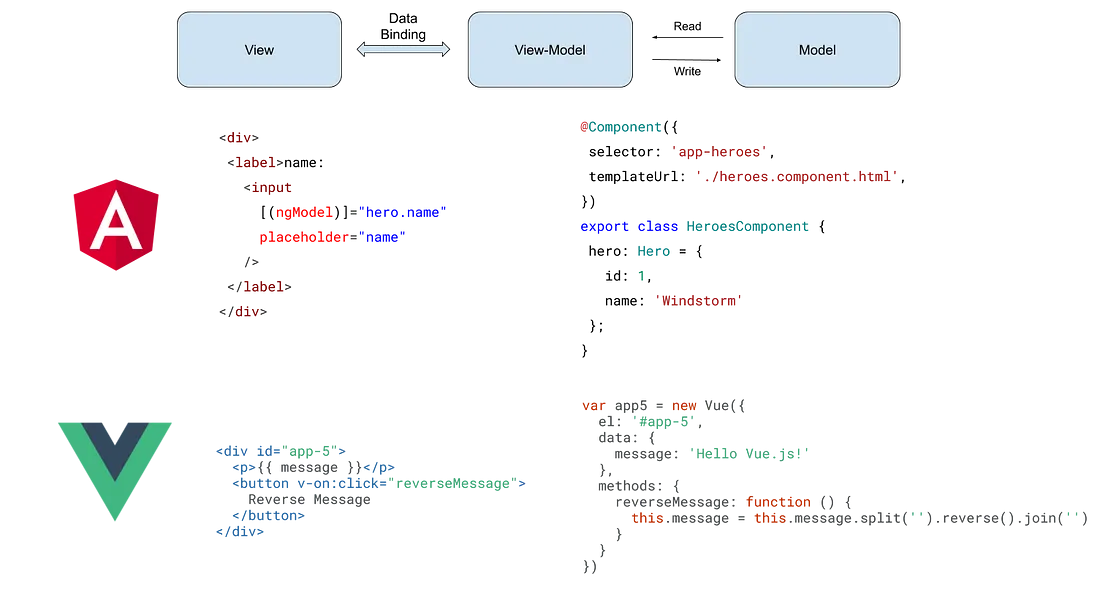 View
Data
Binding
View-Model
Read
Write
Model
A
<div>
<label>name:
<input
[(ngModel)]="hero.name"
placeholder="name"
/>
</label>
</div>
@Component({
selector: 'app-heroes',
templateUrl: './heroes.component.html',
})
export class HeroesComponent {
hero: Hero = {
id: 1,
name: 'Windstorm'
};
}
<div id="app-5">
<p>{{ message }}</p>
<button v-on:click="reverseMessage">
Reverse Message
</button>
</div>
var app5 = new Vue({
el: '#app-5',
data: {
message: 'Hello Vue.js!'
},
methods: {
reverseMessage: function () {
this.message = this.message.split('').reverse().join('')
}
}
})